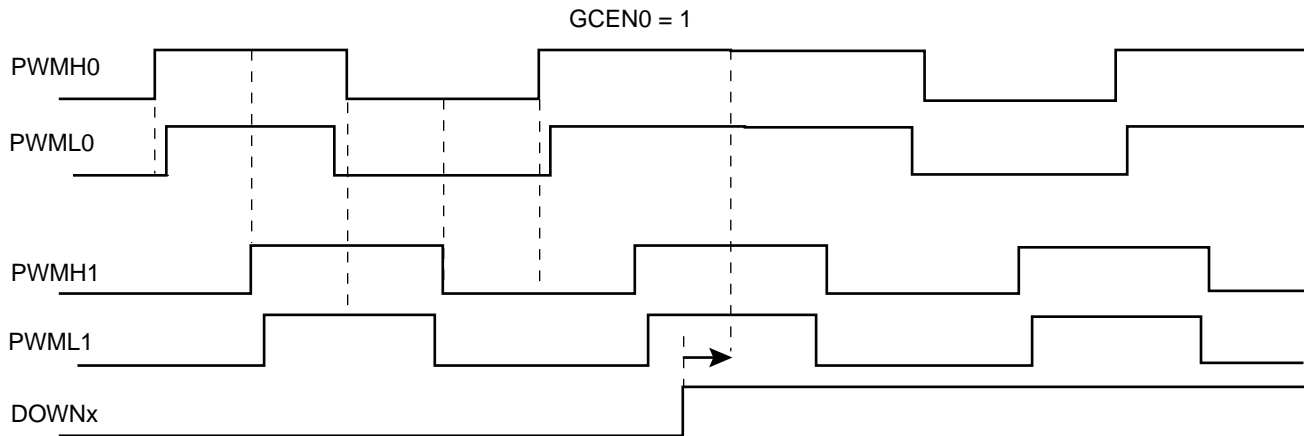 GCEN0 = 1
PWMH0
PWML0
PWMH1
PWML1
DOWNx